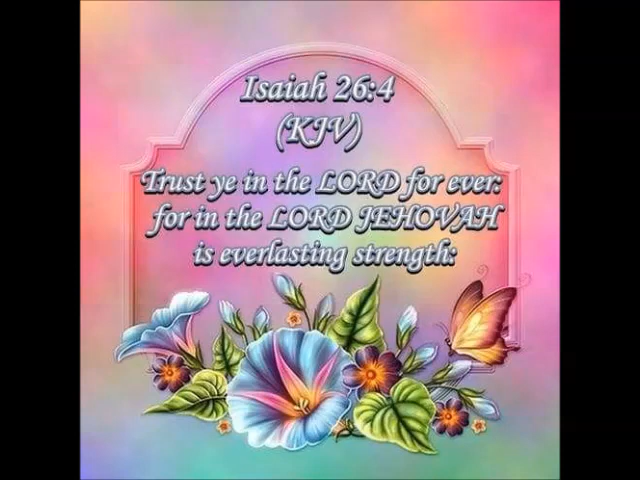 Isaiah 26:4
(KJV)
Trust ye in the LORD for ever:
for in the LORD JEHOVAH
is everlasting strength: